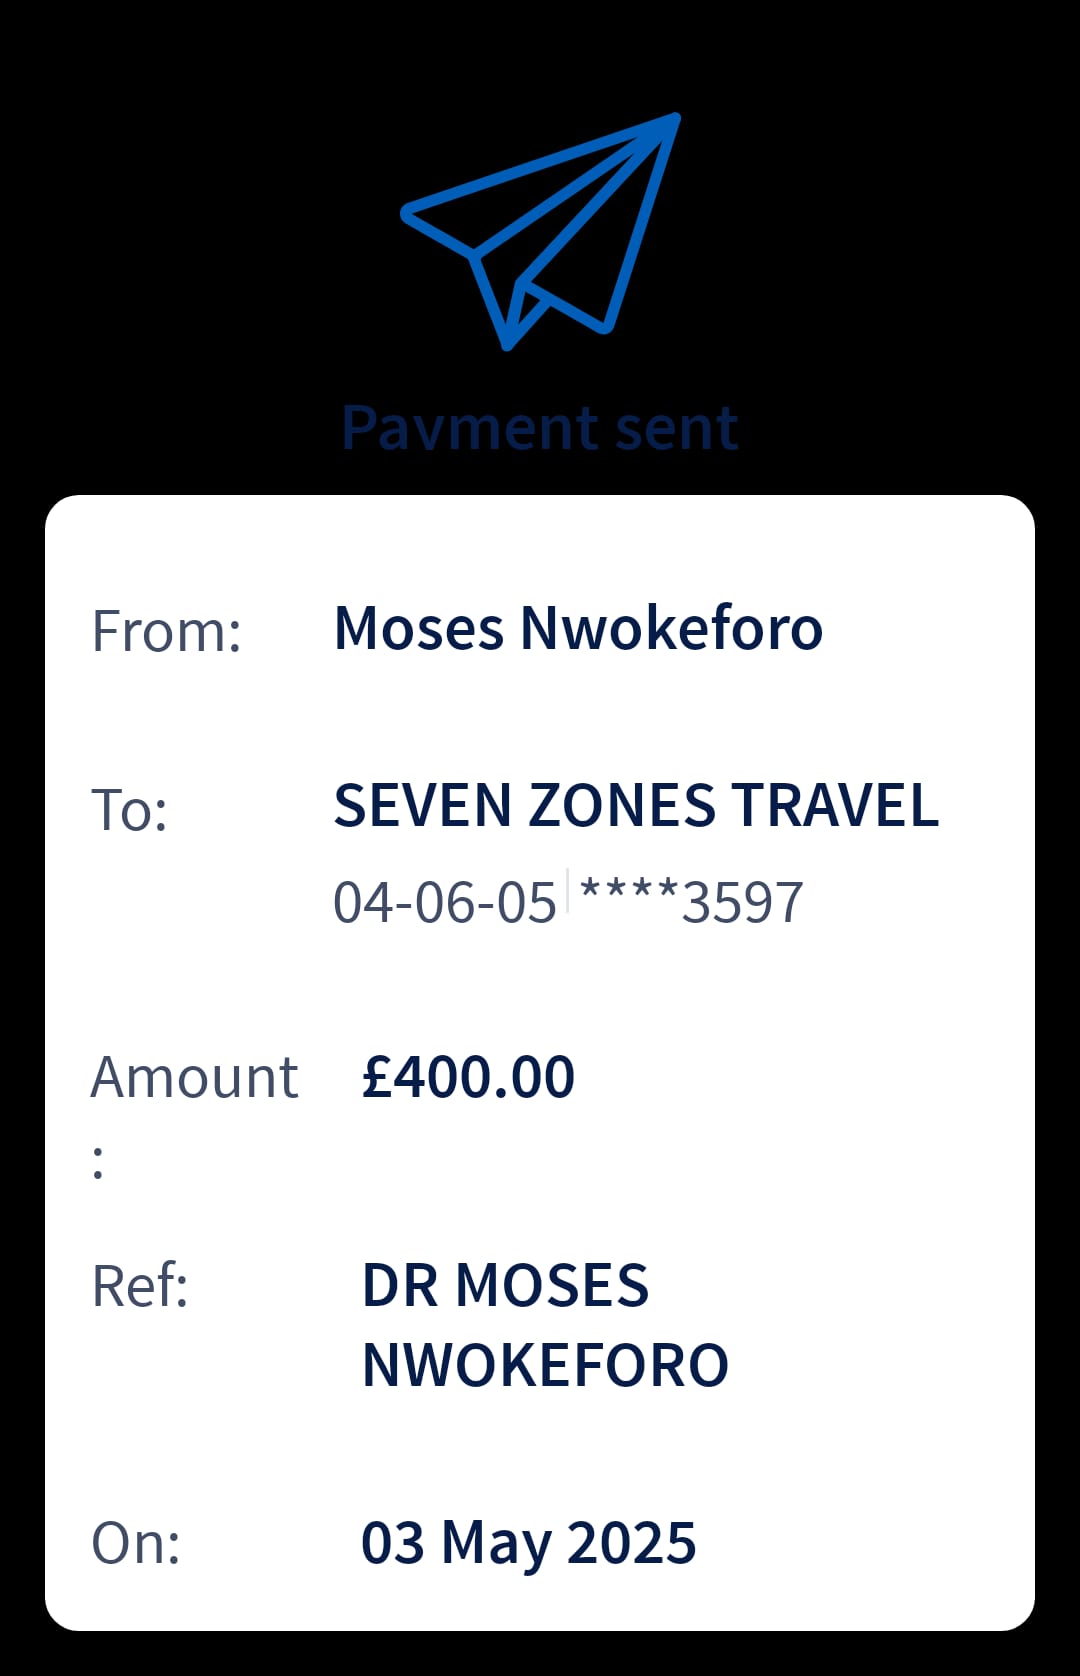 Payment sent
From: Moses Nwokeforo
To: SEVEN ZONES TRAVEL
04-06-05 ****3597
Amount £400.00
:
Ref: DR MOSES
NWOKEFORO
On: 03 May 2025